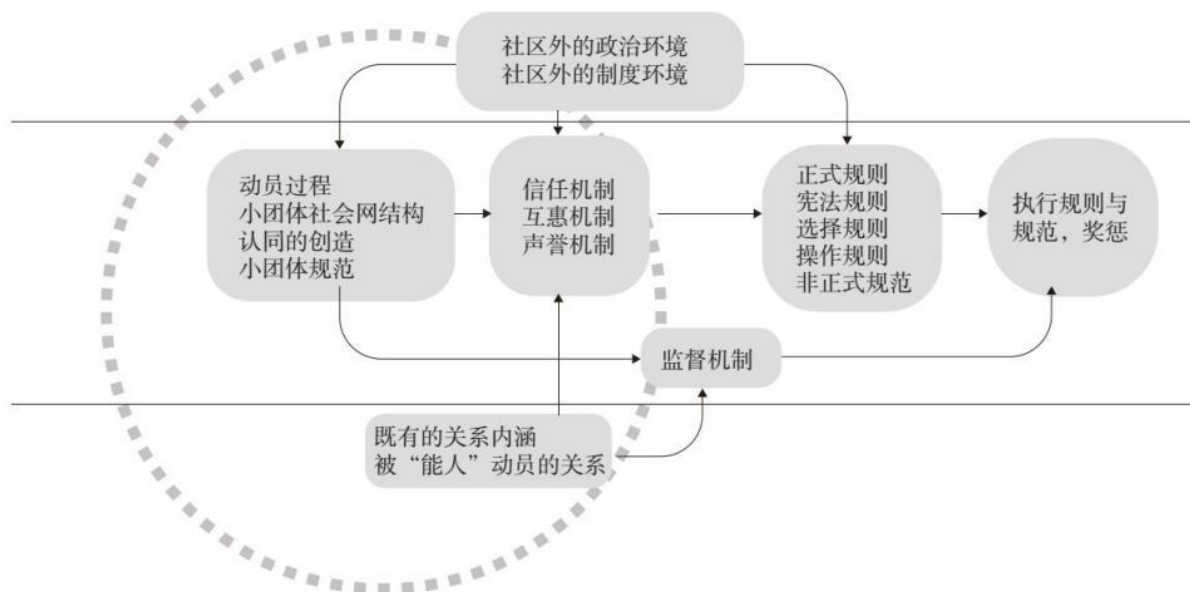 社区外的政治环境
社区外的制度环境
动员过程
小团体社会网结构
认同的创造
小团体规范
信任机制
互惠机制
声誉机制
正式规则
宪法规则
选择规则
操作规则
非正式规范
执行规则与
规范，奖惩
监督机制
既有的关系内涵
被“能人”动员的关系